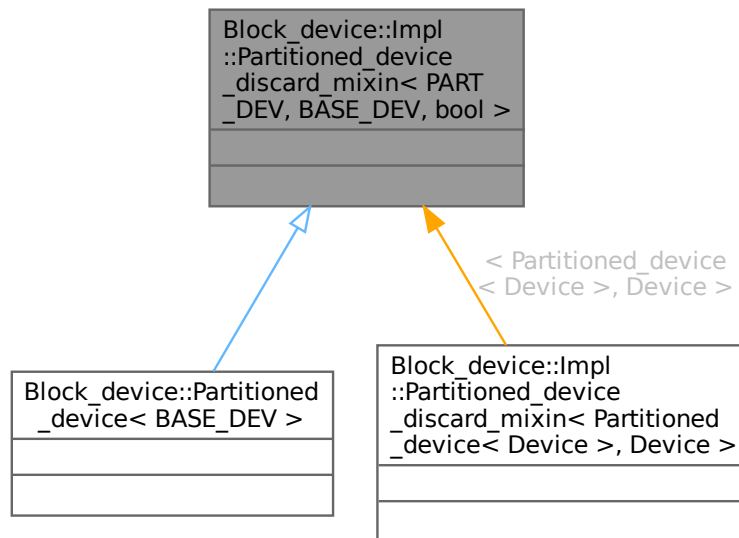 Block_device::Impl
::Partitioned_device
_discard_mixin< PART
_DEV, BASE_DEV, bool >
< Partitioned_device
< Device >, Device >
Block_device::Partitioned
_device< BASE_DEV >
Block_device::Impl
::Partitioned_device
_discard_mixin< Partitioned
_device< Device >, Device >